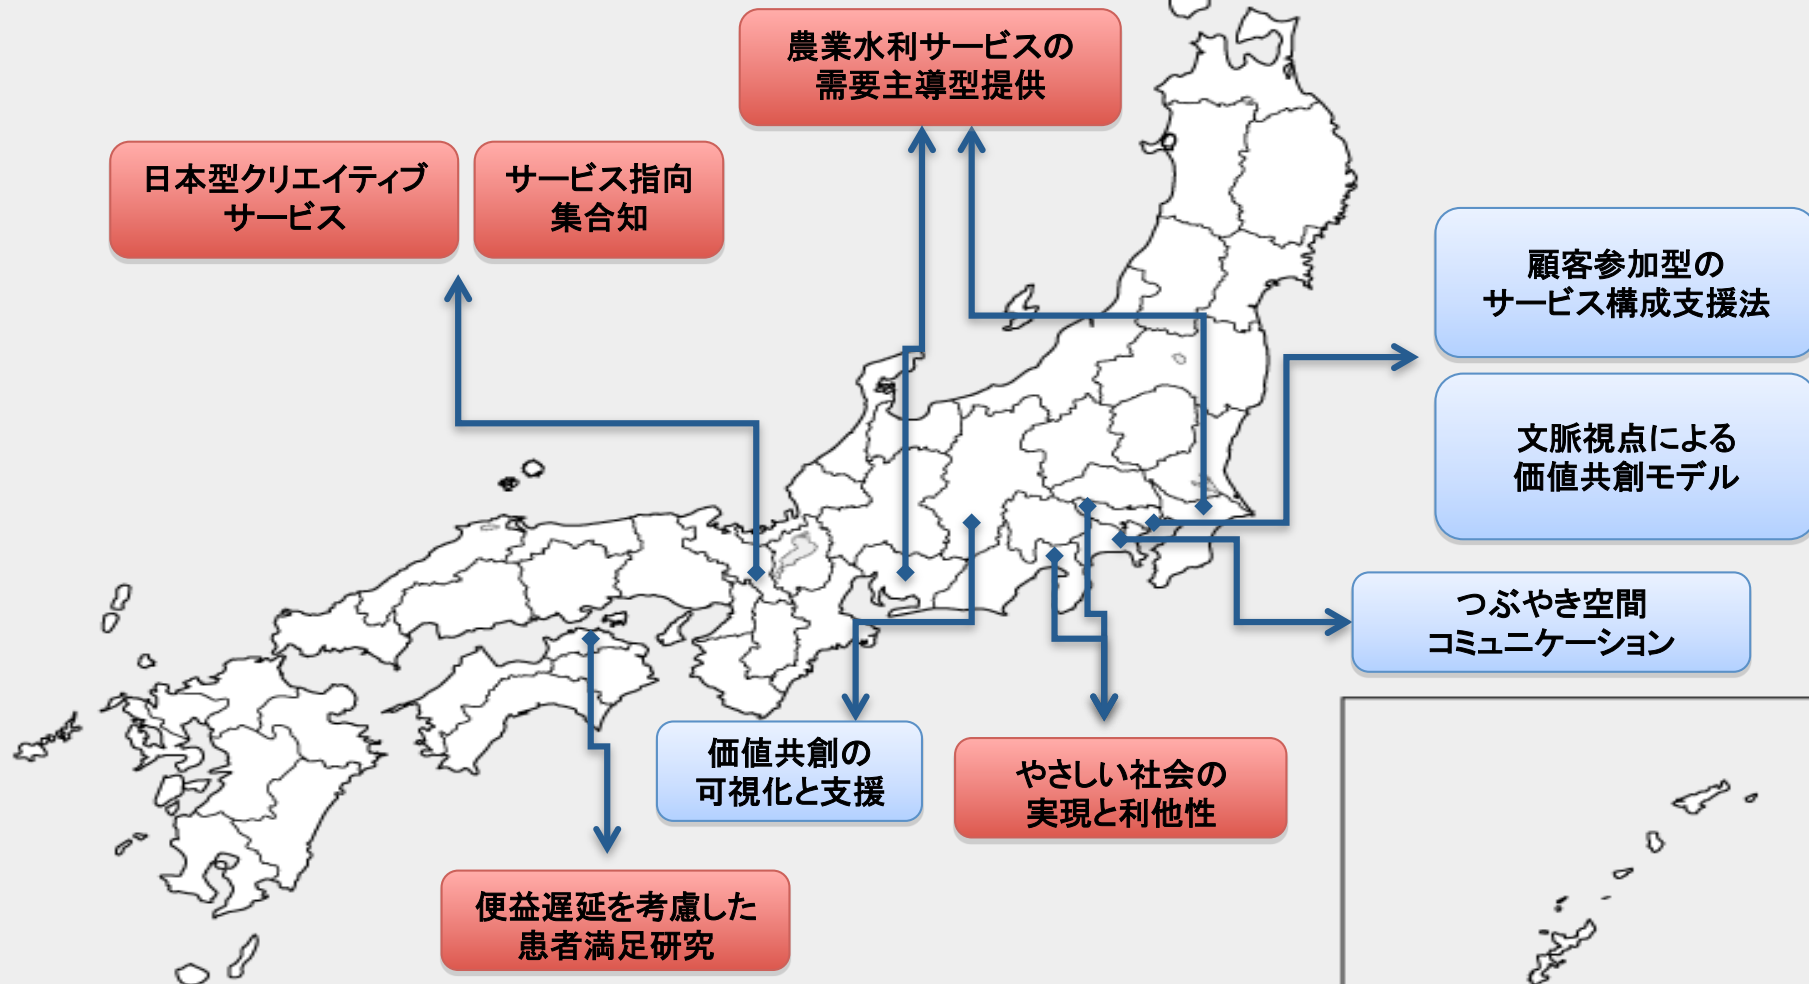 農業水利サービスの
需要主導型提供
日本型クリエイティブ
サービス
サービス指向
集合知
顧客参加型の
サービス構成支援法
文脈視点による
価値共創モデル
つぶやき空間
コミュニケーション
価値共創の
可視化と支援
やさしい社会の
実現と利他性
便益遅延を考慮した
患者満足研究